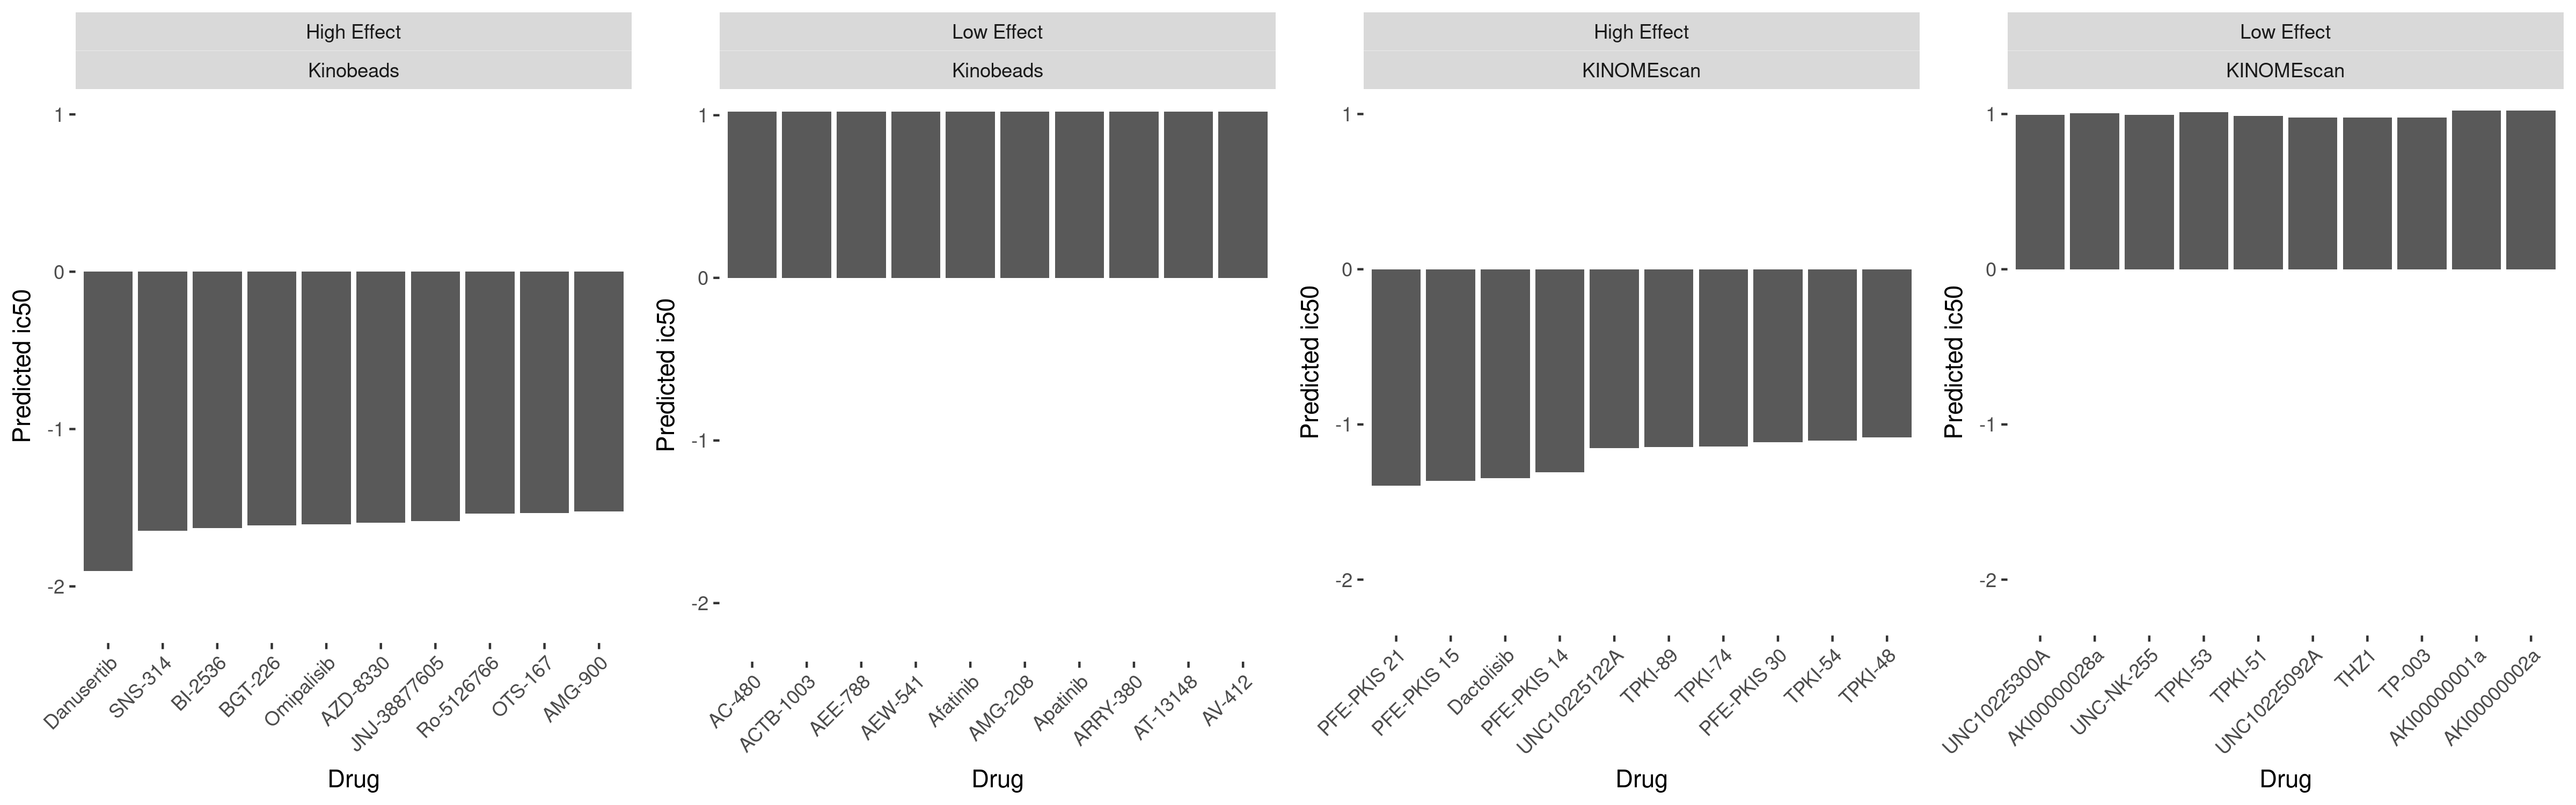 High Effect
Kinobeads
Predicted ic50
1
0
-1
-2
Danusertib
SNS-314
BI-2536
BGT-226
Omipalisib
AZD-8330
JNJ-38877605
Ro-5126766
OTS-167
AMG-900
Drug
Low Effect
Kinobeads
Predicted ic50
1
0
-1
-2
AC-480
ACTB-1003
AEE-788
AEW-541
Afatinib
AMG-208
Apatinib
ARRY-380
AT-13148
AV-412
Drug
High Effect
KINOMEscan
Predicted ic50
1
0
-1
-2
PFE-PKIS 21
PFE-PKIS 15
Dactolisib
PFE-PKIS 14
UNC10225122A
TPKI-89
TPKI-74
PFE-PKIS 30
TPKI-54
TPKI-48
Drug
Low Effect
KINOMEscan
Predicted ic50
1
0
-1
-2
UNC10225300A
AKI00000028a
UNC-NK-255
TPKI-53
TPKI-51
UNC10225092A
THZ1
TP-003
AKI00000001a
AKI00000002a
Drug